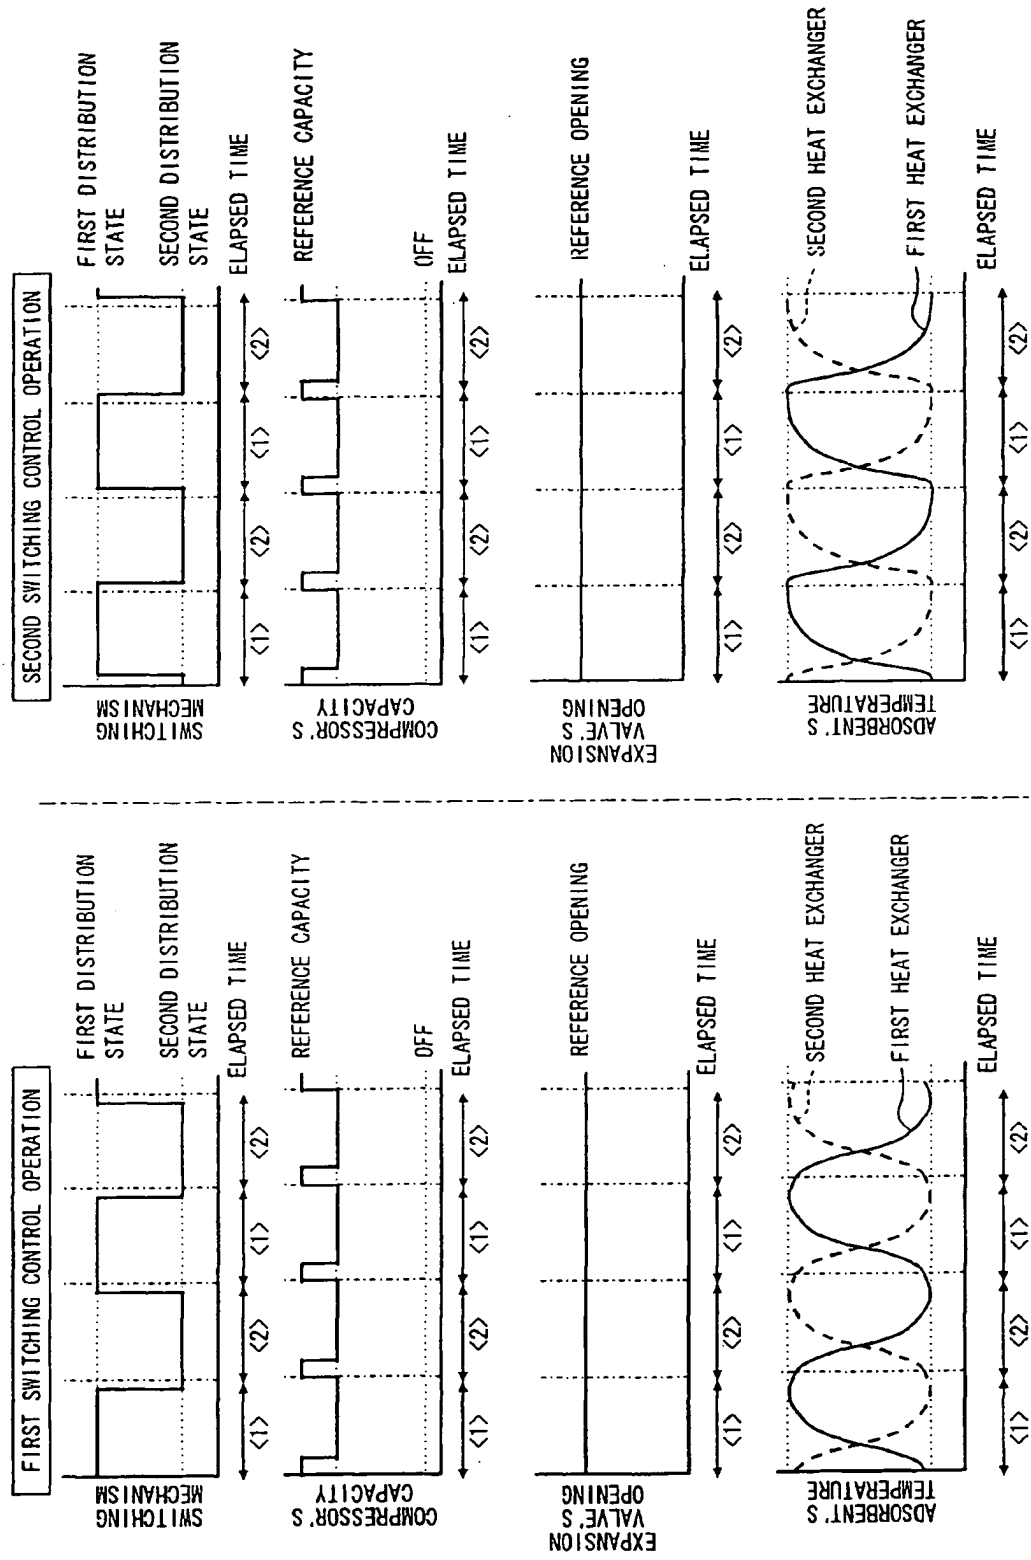 FIRST SWITCHING CONTROL OPERATION
SWITCHING
MECHANISM
FIRST DISTRIBUTION
STATE
SECOND DISTRIBUTION
STATE
ELAPSED TIME
<1>
<2>
<1>
<2>
COMPRESSOR'S
CAPACITY
REFERENCE CAPACITY
OFF
ELAPSED TIME
<1>
<2>
<1>
<2>
EXPANSION
VALVE'S
OPENING
REFERENCE OPENING
ELAPSED TIME
<1>
<2>
<1>
<2>
ADSORBENT'S
TEMPERATURE
SECOND HEAT EXCHANGER
FIRST HEAT EXCHANGER
ELAPSED TIME
<1>
<2>
<1>
<2>
SECOND SWITCHING CONTROL OPERATION
SWITCHING
MECHANISM
FIRST DISTRIBUTION
STATE
SECOND DISTRIBUTION
STATE
ELAPSED TIME
<1>
<2>
<1>
<2>
COMPRESSOR'S
CAPACITY
REFERENCE CAPACITY
OFF
ELAPSED TIME
<1>
<2>
<1>
<2>
EXPANSION
VALVE'S
OPENING
REFERENCE OPENING
ELAPSED TIME
<1>
<2>
<1>
<2>
ADSORBENT'S
TEMPERATURE
SECOND HEAT EXCHANGER
FIRST HEAT EXCHANGER
ELAPSED TIME
<1>
<2>
<1>
<2>